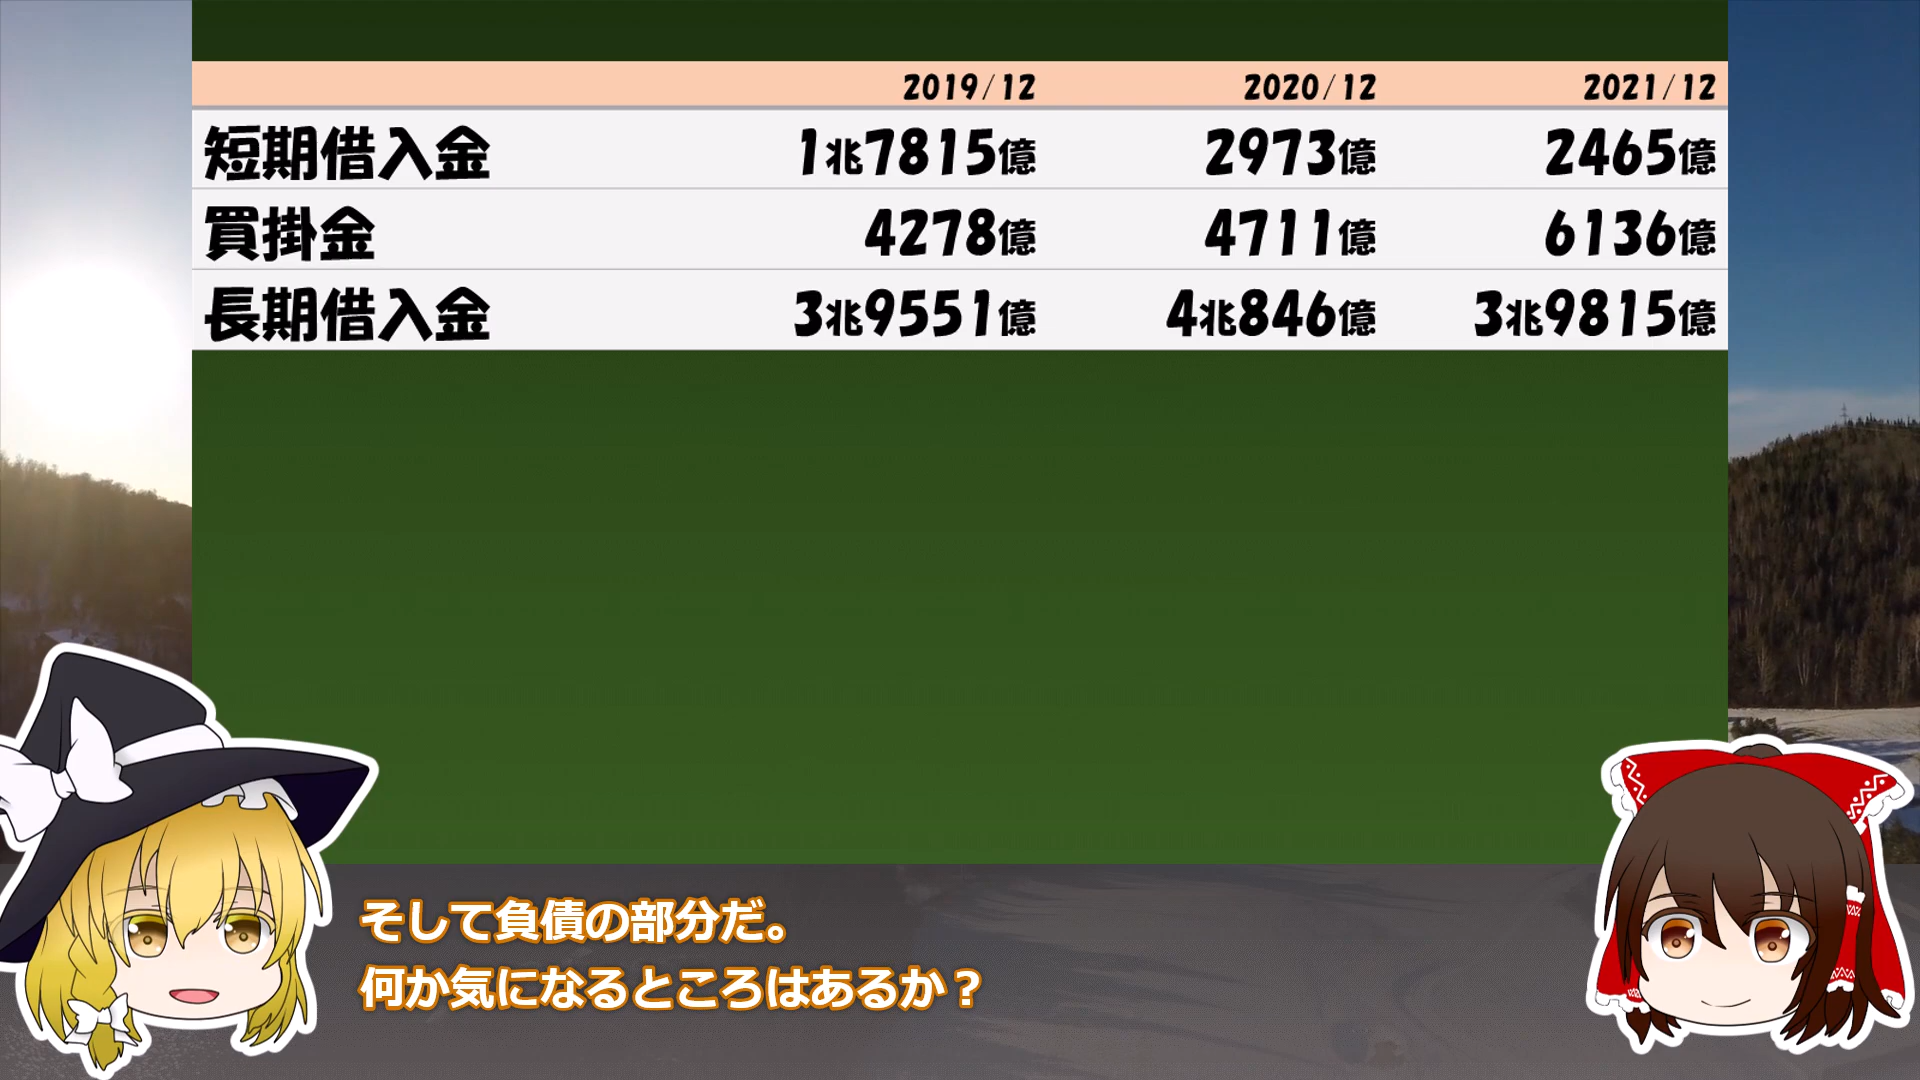 2019/12 2020/12 2021/12
短期借入金 1兆7815億 2973億 2465億
買掛金 4278億 4711億 6136億
長期借入金 3兆9551億 4兆846億 3兆9815億
そして負債の部分だ。
何か気になるところはあるか？